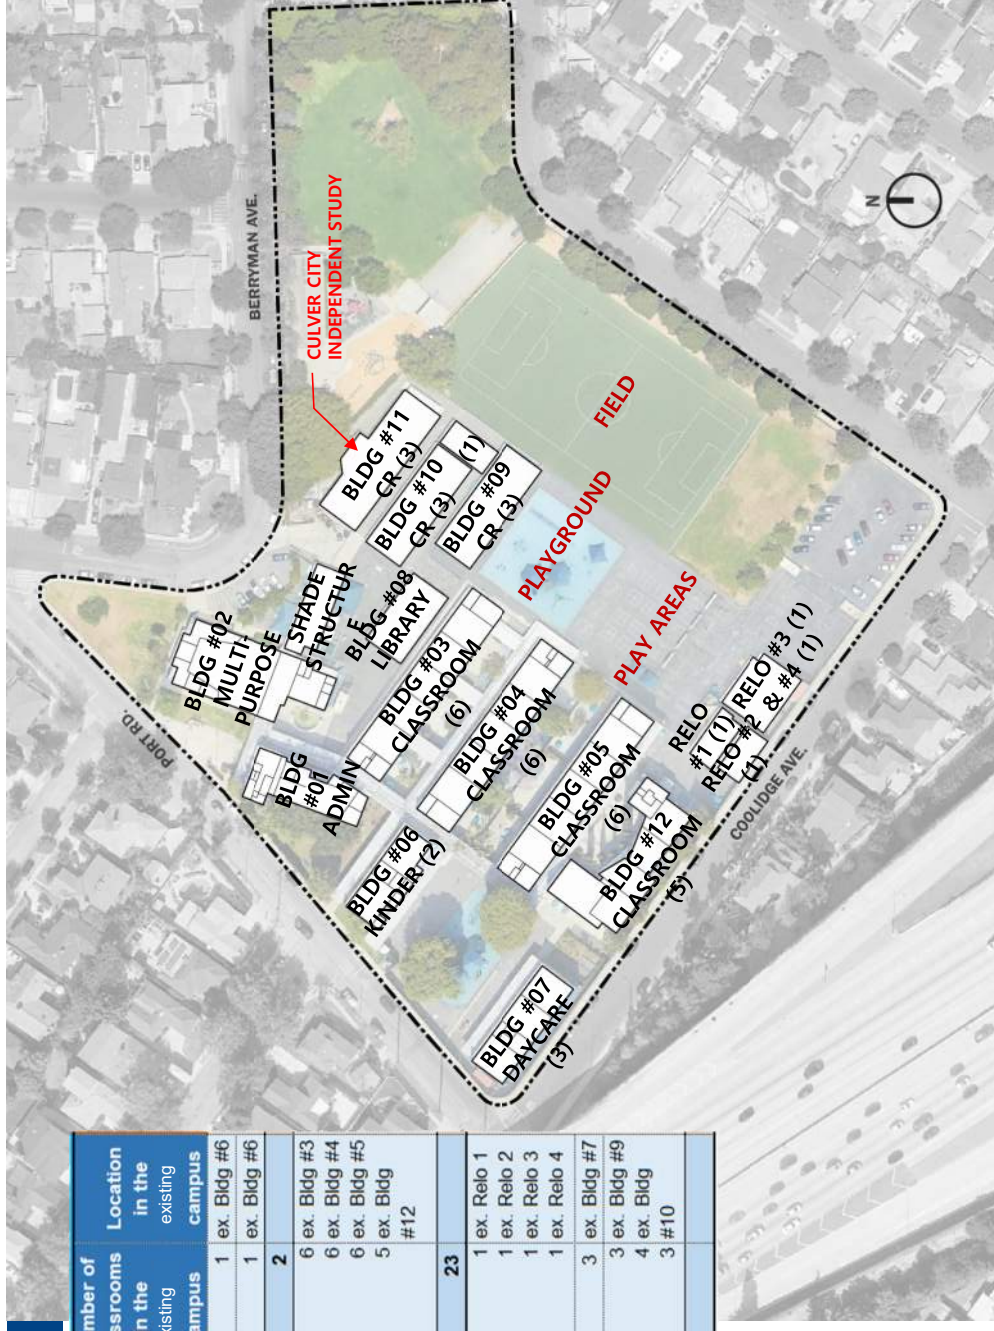 mber of
ssrooms
in the
xisting
ampus
Location
in the
existing
campus
1 ex. Bldg #6
1 ex. Bldg #6
2
6 ex. Bldg #3
6 ex. Bldg #4
6 ex. Bldg #5
5 ex. Bldg
#12
23
1 ex. Relo 1
1 ex. Relo 2
1 ex. Relo 3
1 ex. Relo 4
3 ex. Bldg #7
3 ex. Bldg #9
4 ex. Bldg
3 #10
PORT RD.
BERRYMAN AVE.
COOLIDGE AVE.
N
CULVER CITY
INDEPENDENT STUDY
BLDG #02
MULTI-
PURPOSE
SHADE
STRUCTUR
E
BLDG #08
LIBRARY
BLDG #11
CR (3)
BLDG #10
CR (3)
(1)
BLDG #09
CR (3)
BLDG
#01
ADMIN
BLDG #03
CLASSROOM
(6)
BLDG #04
CLASSROOM
(6)
BLDG #05
CLASSROOM
(6)
BLDG #06
KINDER (2)
BLDG #07
DAYCARE
(3)
BLDG #12
CLASSROOM
(5)
RELO
#1 (1)
RELO #2
(1)
RELO #3 (1)
& #4 (1)
FIELD
PLAYGROUND
PLAY AREAS